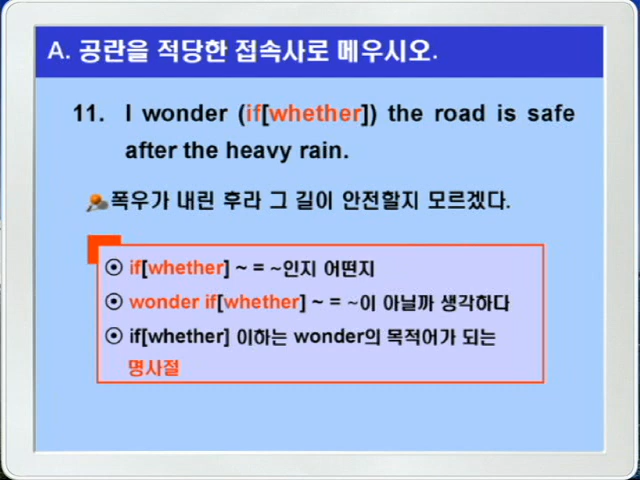 A. 공란을 적당한 접속사로 메우시오.
11. I wonder (if[whether]) the road is safe
after the heavy rain.
폭우가 내린 후라 그 길이 안전할지 모르겠다.
⊙ if[whether] ~ = ~인지 어떤지
⊙ wonder if[whether] ~ = ~이 아닐까 생각하다
⊙ if[whether] 이하는 wonder의 목적어가 되는
명사절